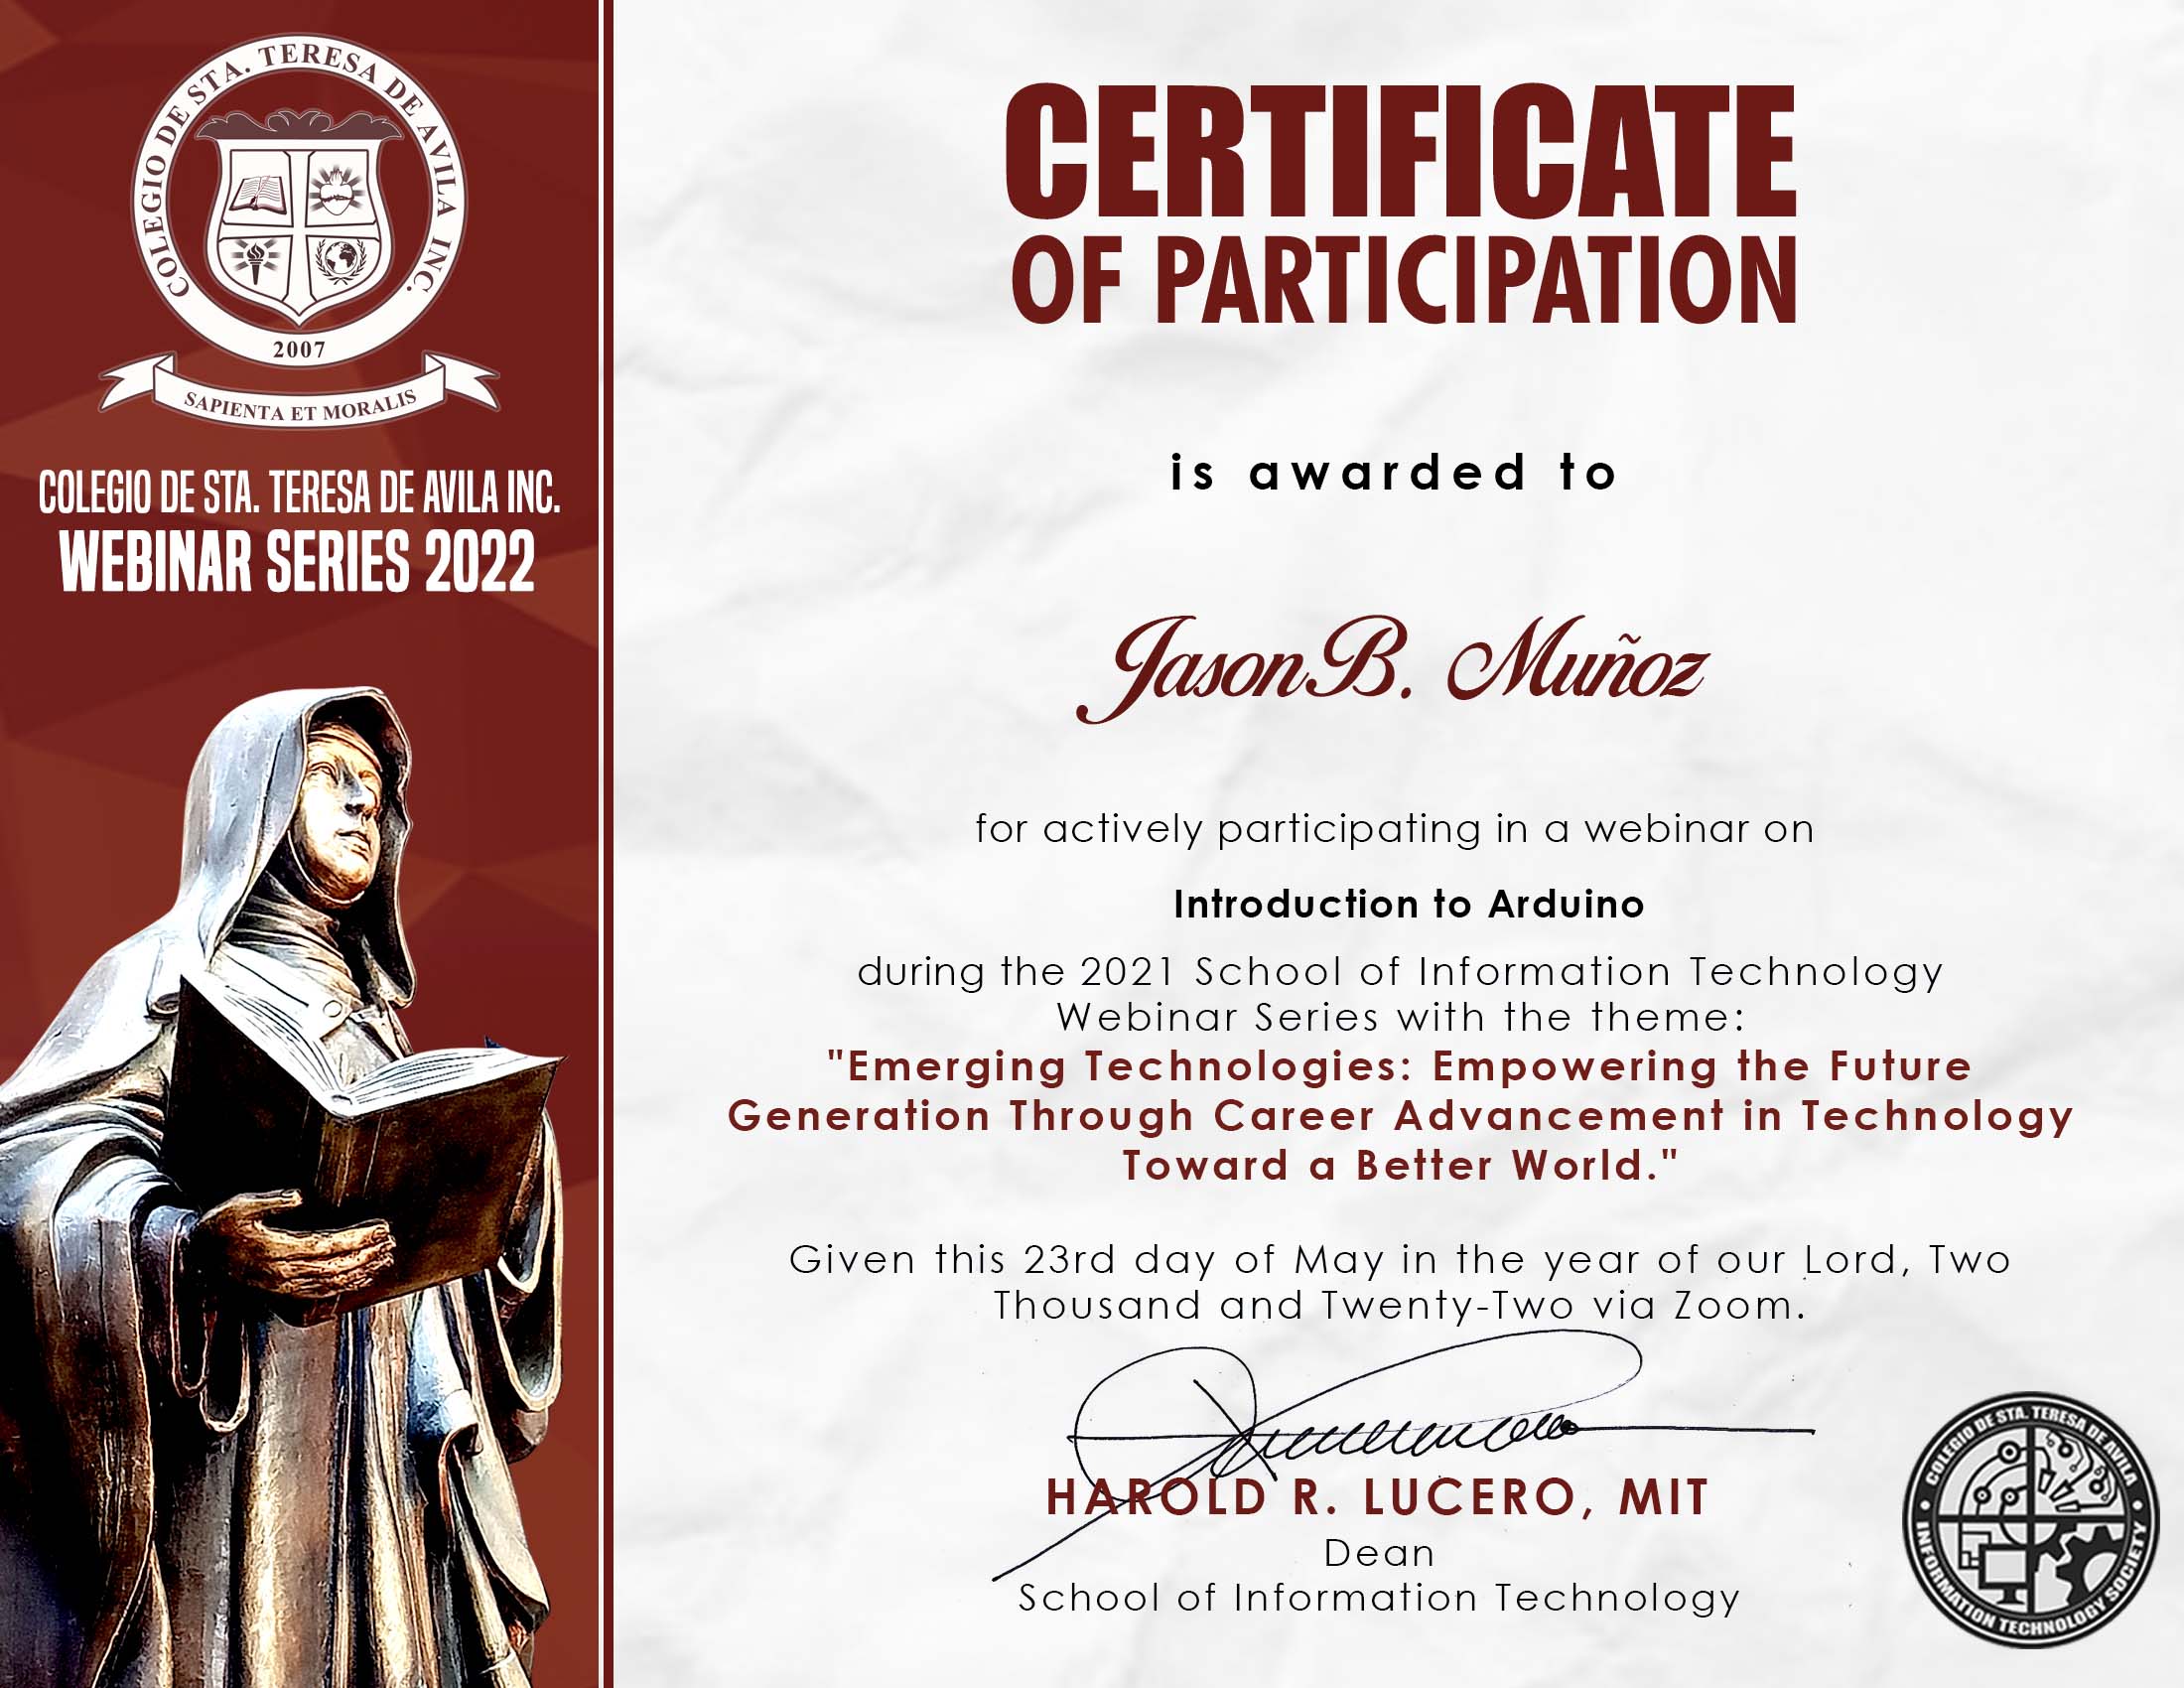 COLEGIO DE STA. TERESA DE AVILA INC.
2007
SAPIENTA ET MORALIS
COLEGIO DE STA. TERESA DE AVILA INC.
WEBINAR SERIES 2022
CERTIFICATE
OF PARTICIPATION
is awarded to
Jason B. Muñoz
for actively participating in a webinar on
Introduction to Arduino
during the 2021 School of Information Technology
Webinar Series with the theme:
"Emerging Technologies: Empowering the Future
Generation Through Career Advancement in Technology
Toward a Better World."
Given this 23rd day of May in the year of our Lord, Two
Thousand and Twenty-Two via Zoom.
HAROLD R. LUCERO, MIT
Dean
School of Information Technology
COLEGIO DE STA. TERESA DE AVILA
INFORMATION TECHNOLOGY SOCIETY